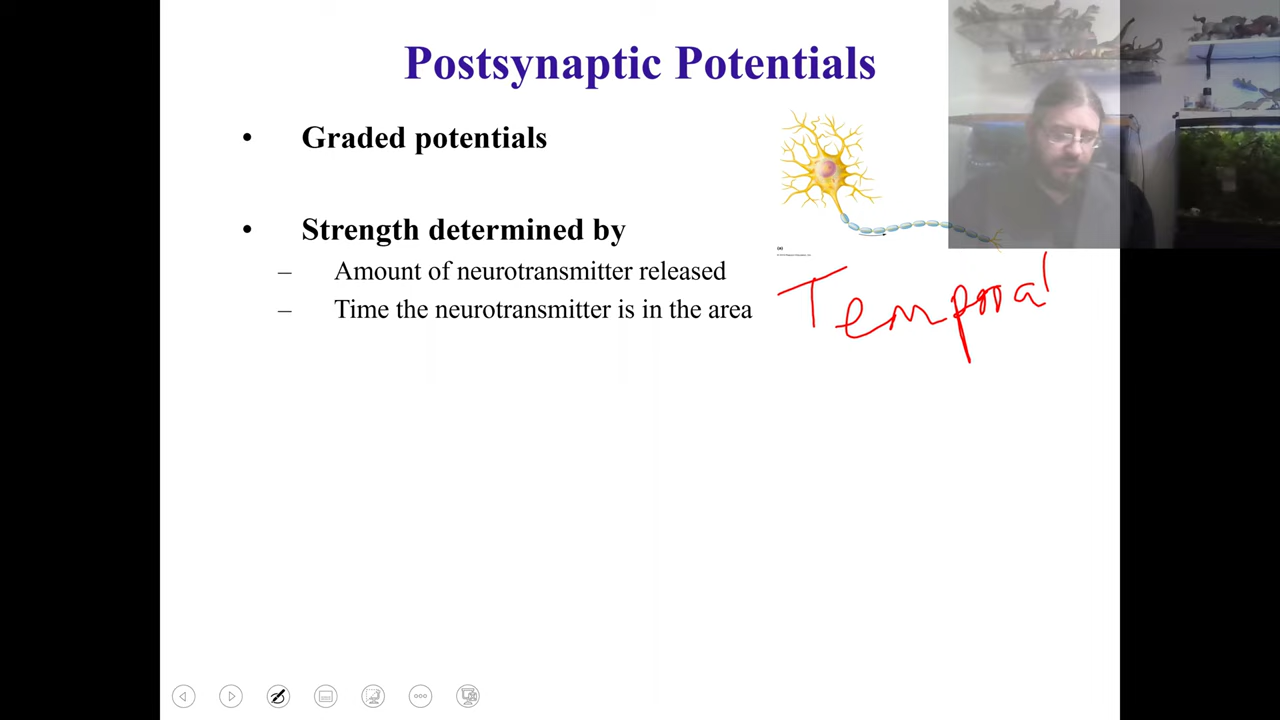 Postsynaptic Potentials
• Graded potentials
• Strength determined by
– Amount of neurotransmitter released
– Time the neurotransmitter is in the area
Temporal